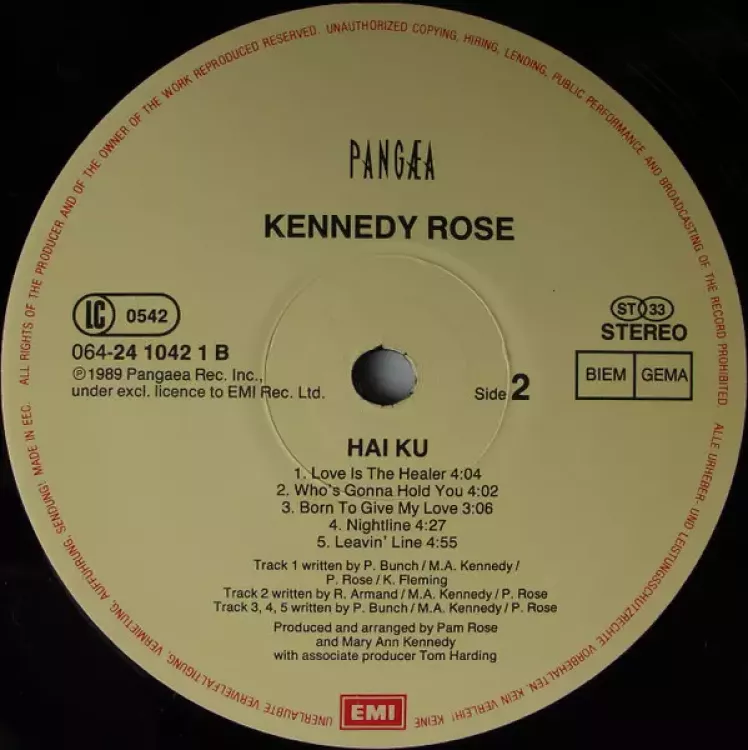 ALL RIGHTS OF THE PRODUCER AND OF THE OWNER OF THE WORK REPRODUCED RESERVED. UNAUTHORIZED COPYING, HIRING, LENDING, PUBLIC PERFORMANCE AND BROADCASTING OF THE RECORD PROHIBITED.
PANGÆA
KENNEDY ROSE
LC 0542
064-24 1042 1 B
℗1989 Pangaea Rec. Inc.,
under excl. licence to EMI Rec. Ltd.
ST 33
STEREO
BIEM GEMA
Side 2
HAI KU
1. Love Is The Healer 4:04
2. Who's Gonna Hold You 4:02
3. Born To Give My Love 3:06
4. Nightline 4:27
5. Leavin' Line 4:55
Track 1 written by P. Bunch/M.A. Kennedy/
P. Rose/K. Fleming
Track 2 written by R. Armand/M.A. Kennedy/P. Rose
Track 3, 4, 5 written by P. Bunch/M.A. Kennedy/P. Rose
Produced and arranged by Pam Rose
and Mary Ann Kennedy
with associate producer Tom Harding
EMI
ALLE URHEBER- UND LEISTUNGSSCHUTZRECHTE VORBEHALTEN. KEIN VERLEIH! KEINE UNERLAUBTE VERVIELFÄLTIGUNG, VERMIETUNG, AUFFÜHRUNG, SENDUNG! MADE IN EEC.